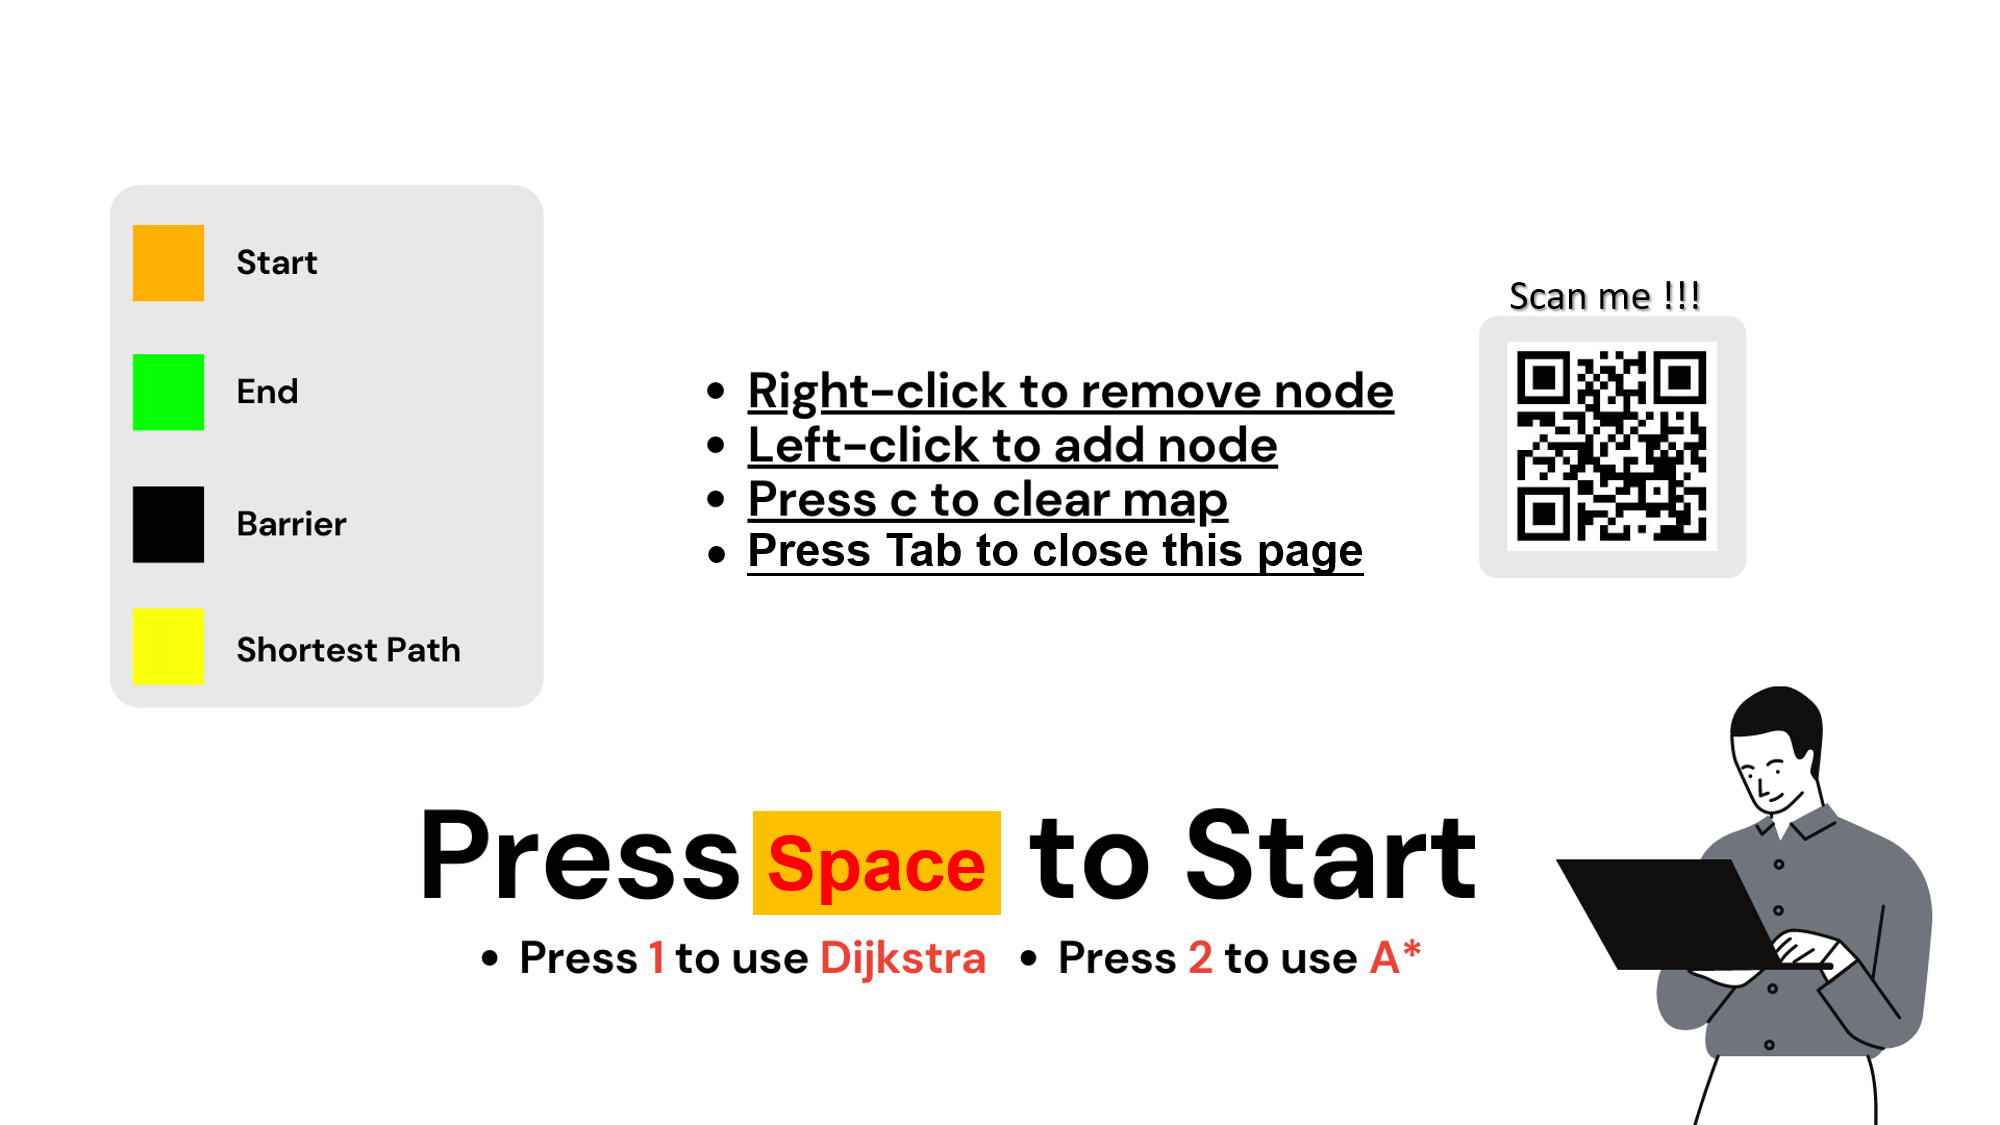 Start
End
Barrier
Shortest Path
Scan me !!!
Right-click to remove node
Left-click to add node
Press c to clear map
Press Tab to close this page
Press Space to Start
Press 1 to use Dijkstra
Press 2 to use A*